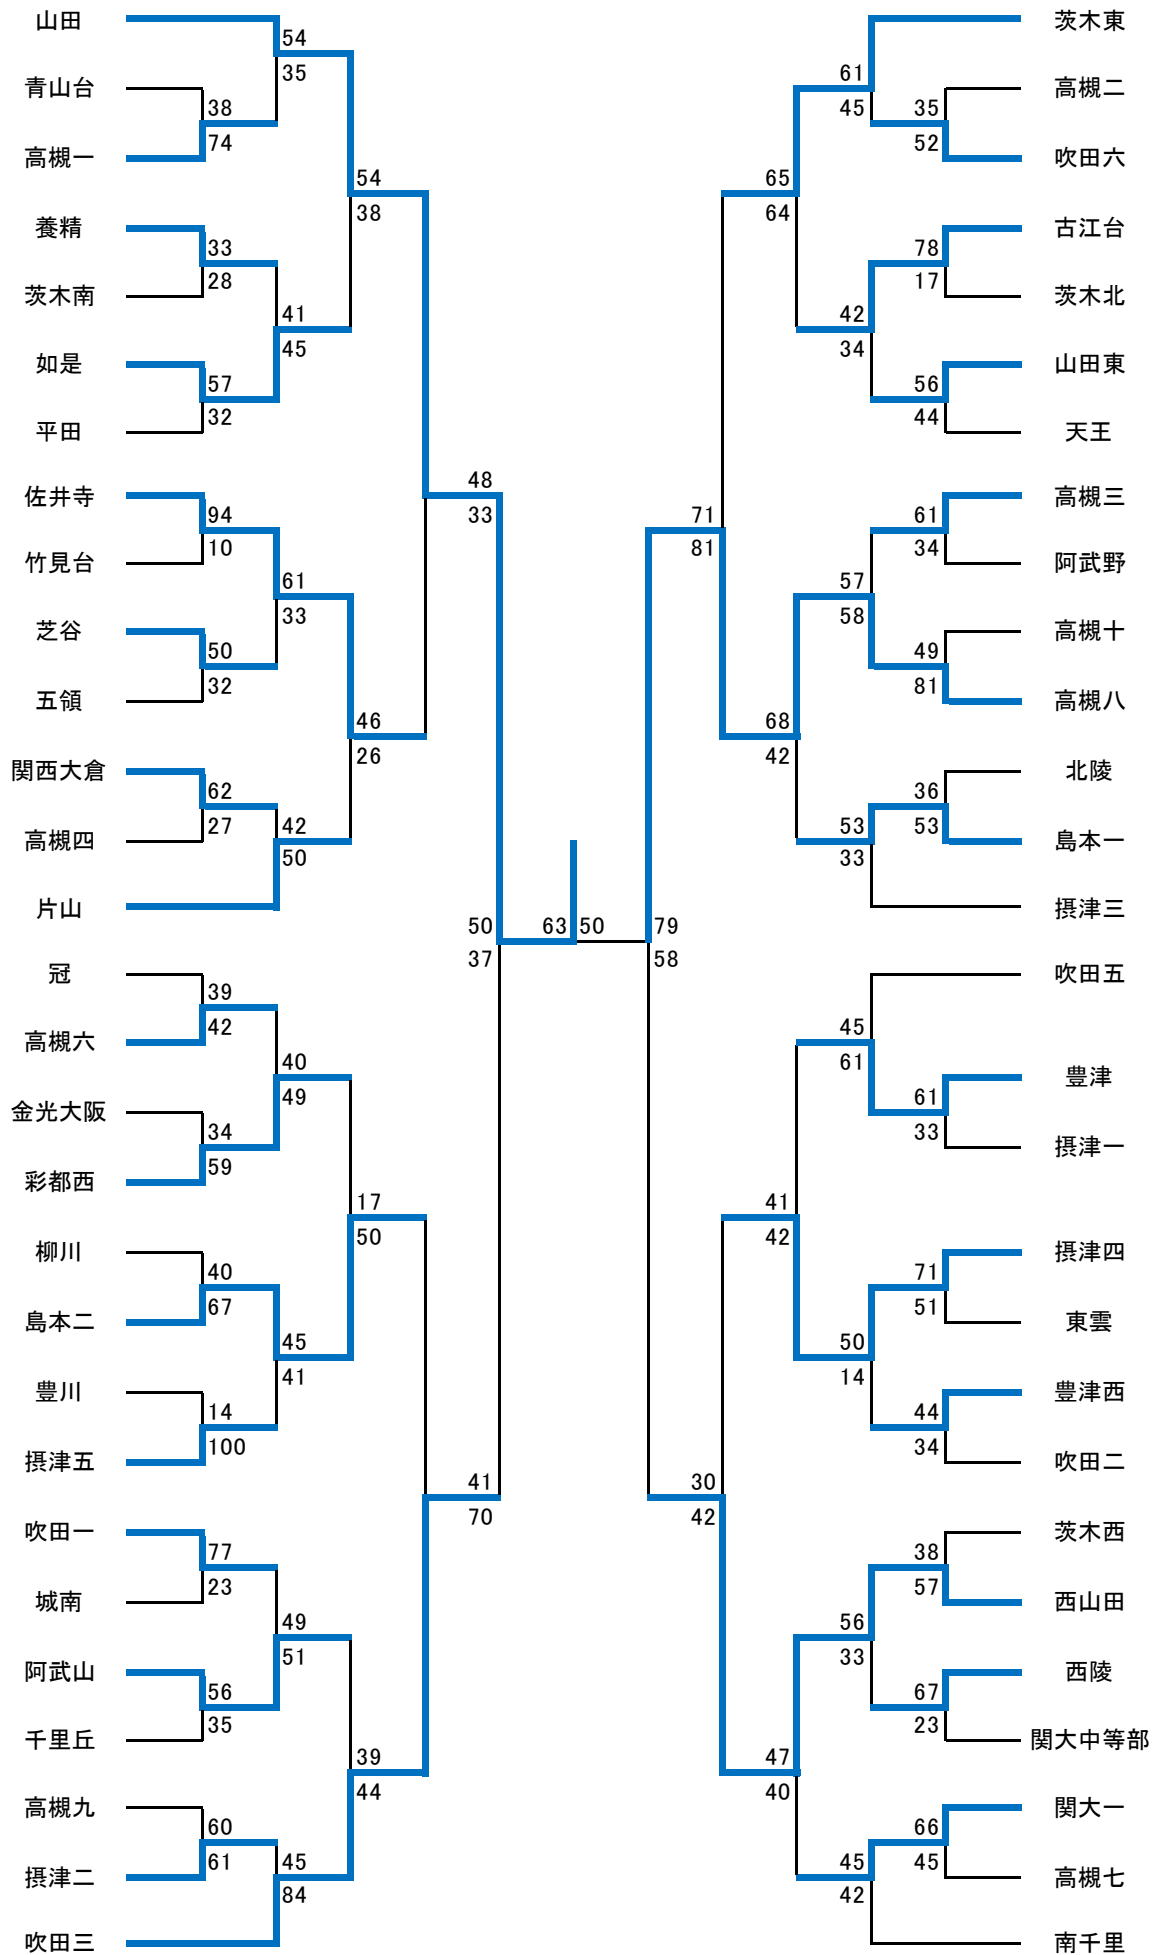 山田
茨木東
54
35
61
45
青山台
高槻二
38
74
35
52
高槻一
吹田六
54
38
65
64
養精
古江台
33
28
78
17
茨木南
茨木北
41
45
42
34
如是
山田東
57
32
56
44
平田
天王
48
33
佐井寺
高槻三
94
10
71
81
61
34
竹見台
阿武野
61
33
57
58
芝谷
高槻十
50
32
49
81
五領
高槻八
46
26
68
42
関西大倉
北陵
62
27
36
53
42
50
53
33
高槻四
島本一
片山
摂津三
50
37
63 50
79
58
冠
吹田五
39
42
45
61
高槻六
豊津
40
49
61
33
金光大阪
摂津一
34
59
彩都西
17
50
41
42
柳川
摂津四
40
67
71
51
島本二
東雲
45
41
50
14
豊川
豊津西
14
100
44
34
摂津五
吹田二
41
70
30
42
吹田一
茨木西
77
23
38
57
城南
西山田
49
51
56
33
阿武山
西陵
56
35
67
23
千里丘
関大中等部
39
44
47
40
高槻九
関大一
60
61
66
45
45
84
45
42
摂津二
高槻七
吹田三
南千里